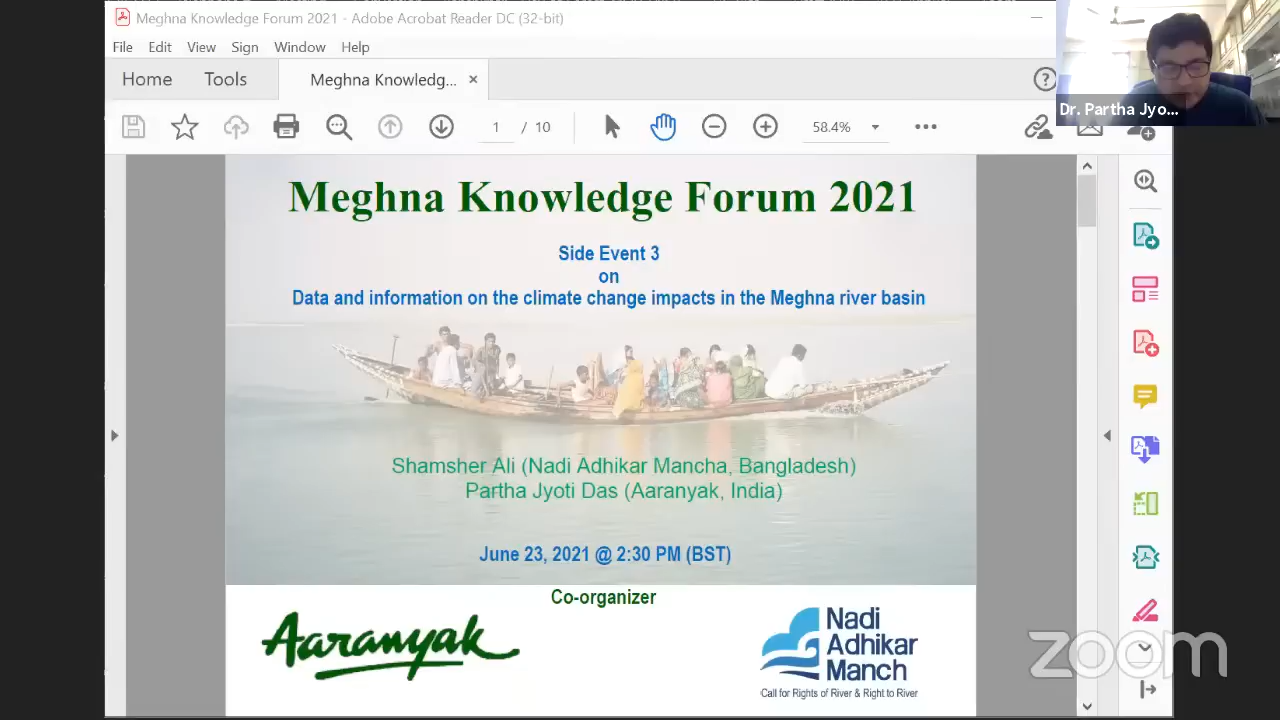 Meghna Knowledge Forum 2021 - Adobe Acrobat Reader DC (32-bit)
File Edit View Sign Window Help
Home Tools Meghna Knowledg... ×
1 / 10 58.4%
Dr. Partha Jyo...
Meghna Knowledge Forum 2021
Side Event 3
on
Data and information on the climate change impacts in the Meghna river basin
Shamsher Ali (Nadi Adhikar Mancha, Bangladesh)
Partha Jyoti Das (Aaranyak, India)
June 23, 2021 @ 2:30 PM (BST)
Co-organizer
Aaranyak
Nadi
Adhikar
Manch
Call for Rights of River & Right to River
zoom